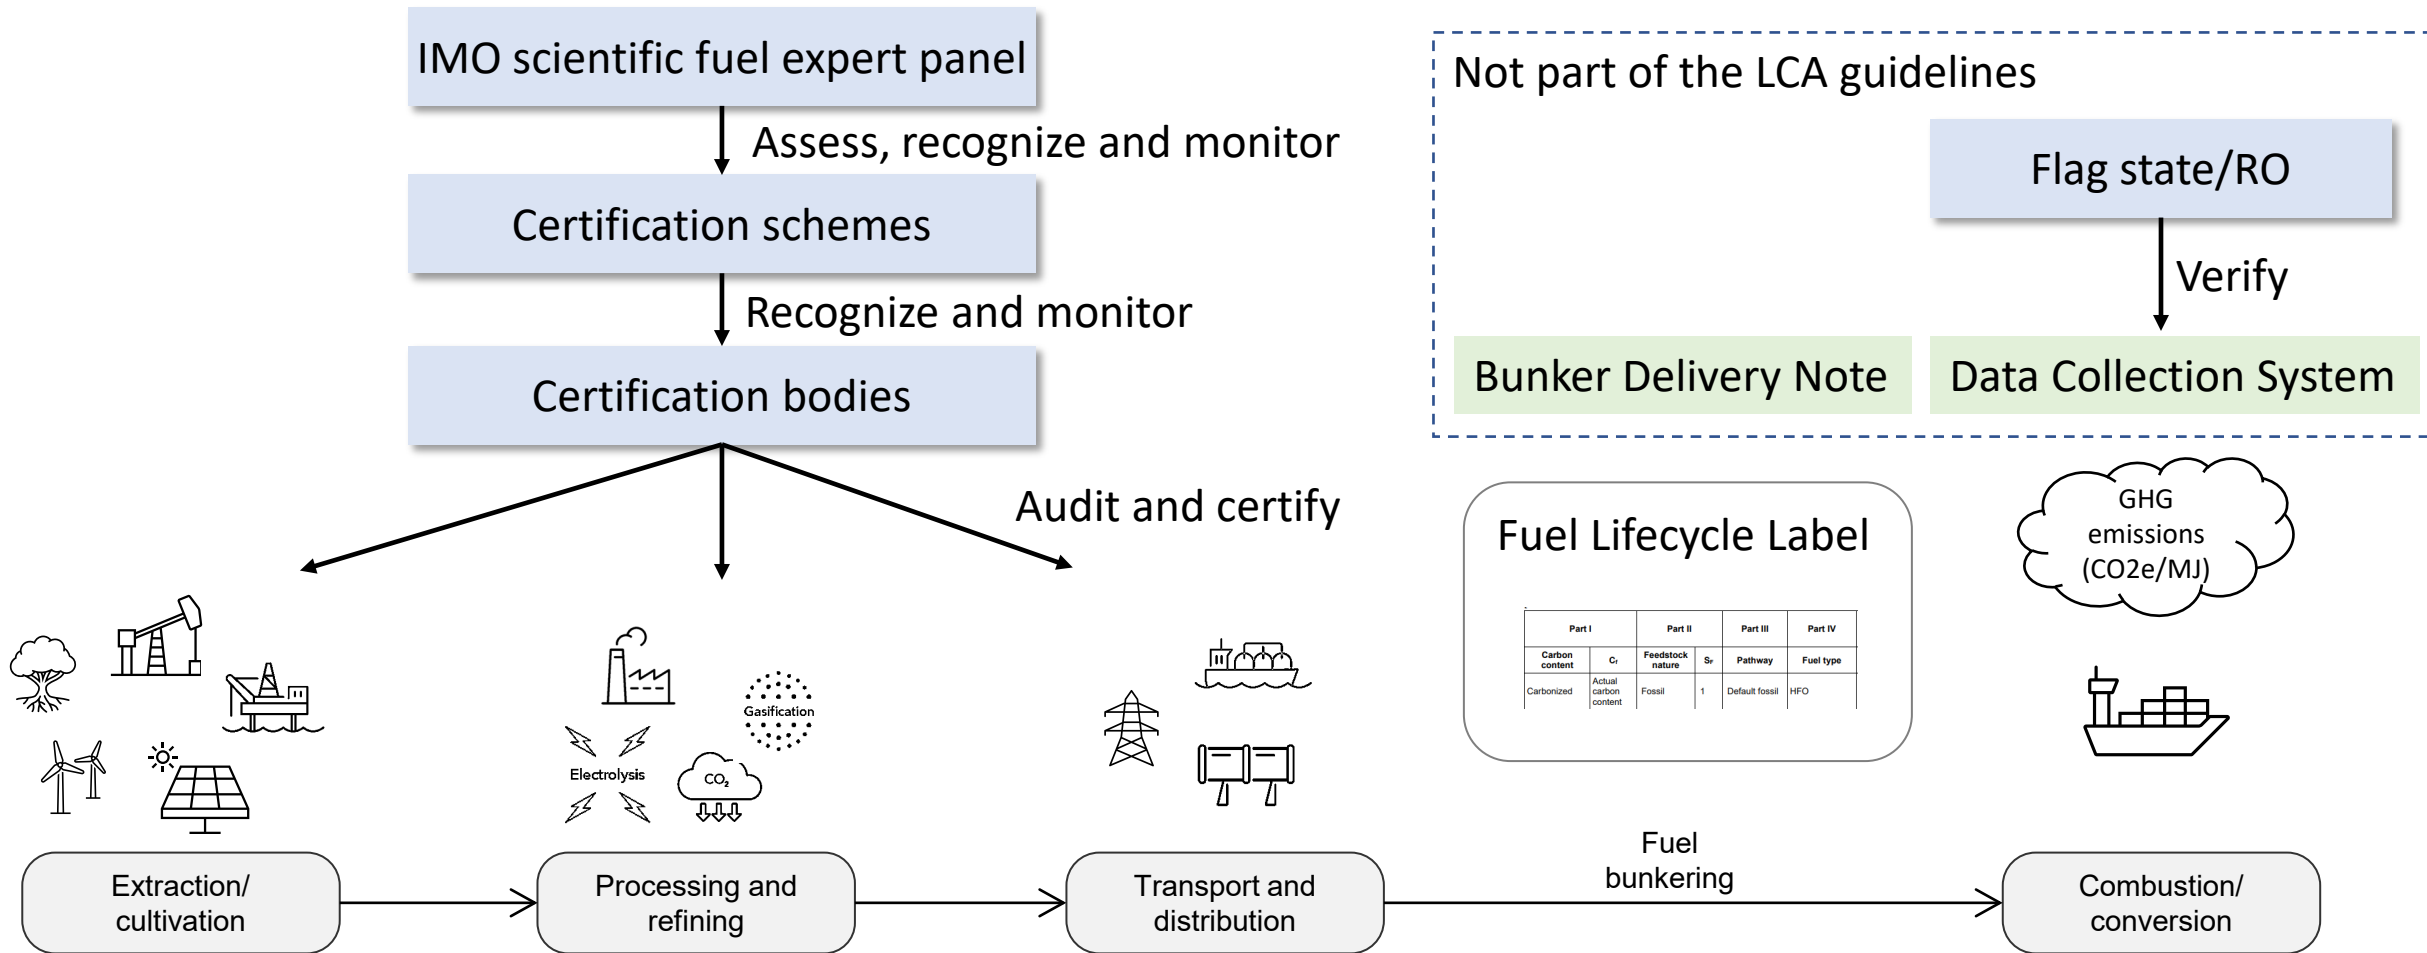 IMO scientific fuel expert panel
Assess, recognize and monitor
Certification schemes
Recognize and monitor
Certification bodies
Audit and certify
Not part of the LCA guidelines
Flag state/RO
Verify
Bunker Delivery Note
Data Collection System
Fuel Lifecycle Label
Part I Part II Part III Part IV
Carbon content Cf Feedstock nature SF Pathway Fuel type
Carbonized Actual carbon content Fossil 1 Default fossil HFO
GHG
emissions
(CO2e/MJ)
Gasification
Electrolysis
CO2
Extraction/
cultivation
Processing and
refining
Transport and
distribution
Fuel
bunkering
Combustion/
conversion